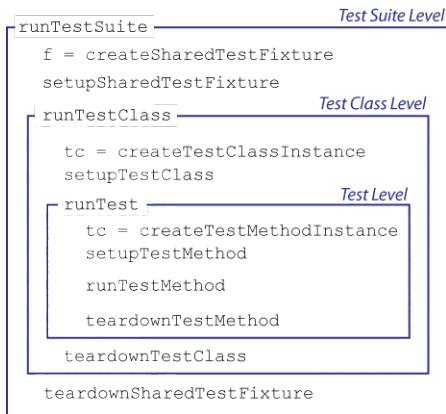 Test Suite Level
runTestSuite
f = createSharedTestFixture
setupSharedTestFixture
Test Class Level
runTestClass
tc = createTestClassInstance
setupTestClass
Test Level
runTest
tc = createTestMethodInstance
setupTestMethod
runTestMethod
teardownTestMethod
teardownTestClass
teardownSharedTestFixture